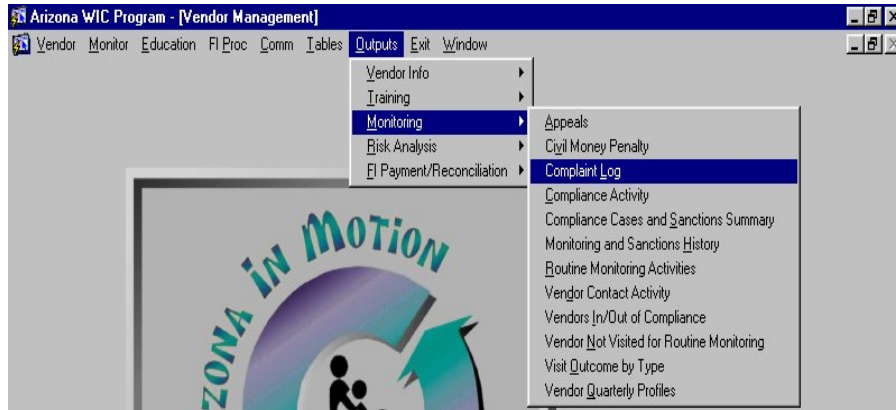 Arizona WIC Program - [Vendor Management]
Vendor Monitor Education FI Proc Comm Tables Outputs Exit Window
Vendor Info
Training
Monitoring
Risk Analysis
FI Payment/Reconciliation
Appeals
Civil Money Penalty
Complaint Log
Compliance Activity
Compliance Cases and Sanctions Summary
Monitoring and Sanctions History
Routine Monitoring Activities
Vendor Contact Activity
Vendors In/Out of Compliance
Vendor Not Visited for Routine Monitoring
Visit Outcome by Type
Vendor Quarterly Profiles
IZONA IN MOTION